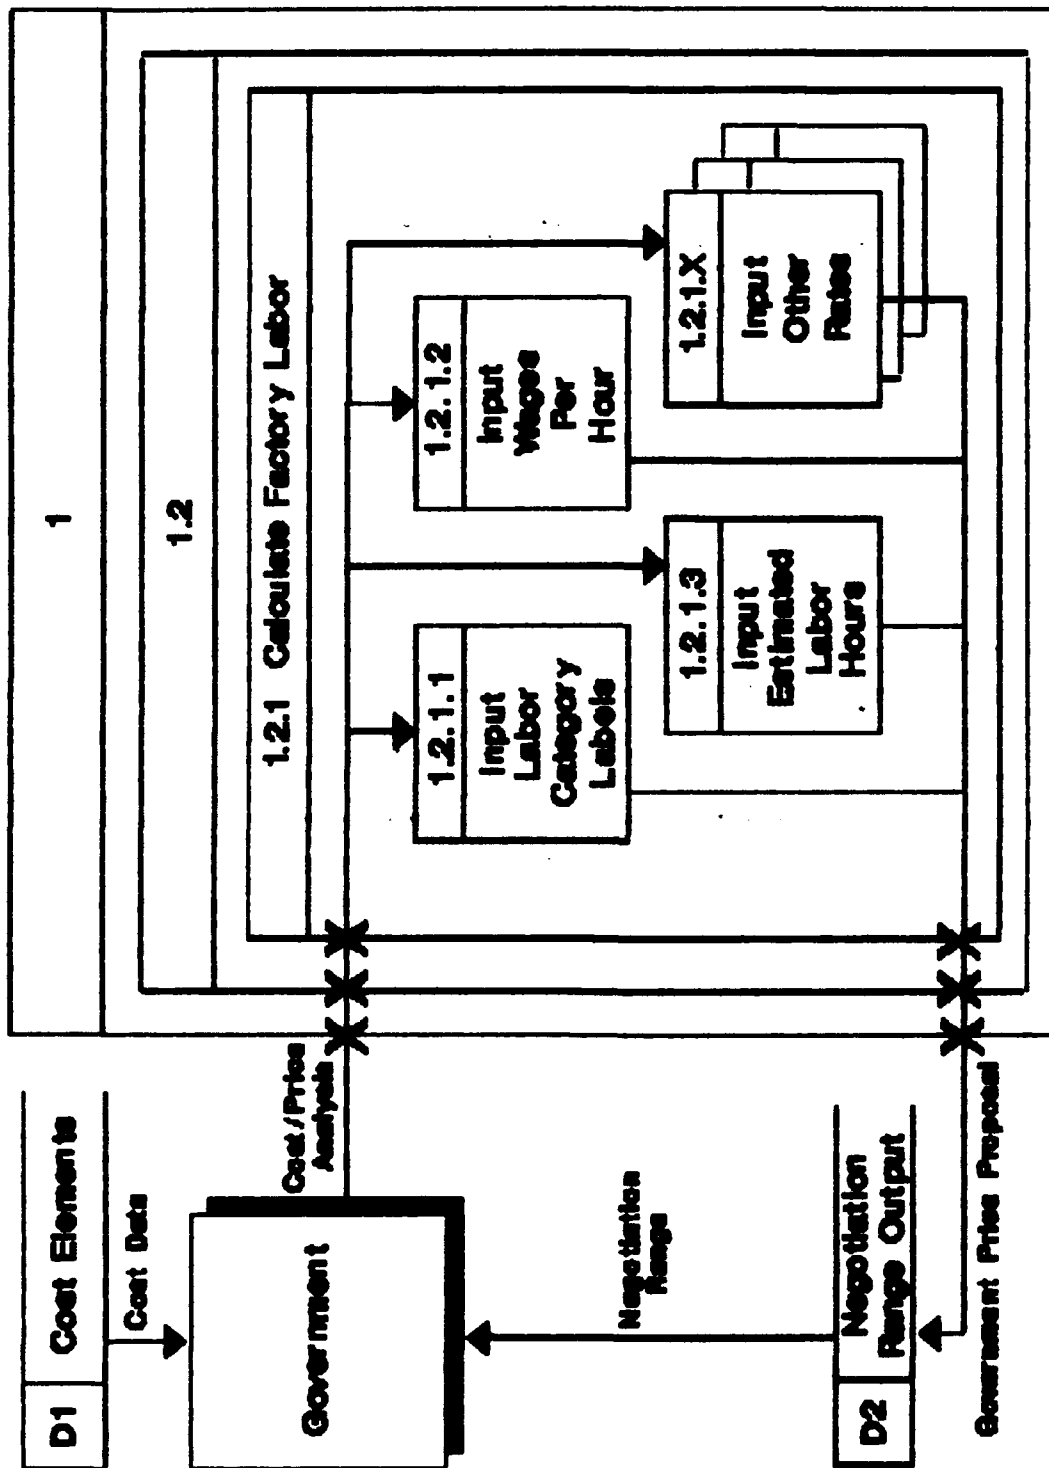 D1
Cost Elements
Cost Data
Government
Cost/Price
Analysis
Negotiation
Range
D2
Negotiation
Range Output
Government Price Proposal
1
1.2
1.2.1 Calculate Factory Labor
1.2.1.1
Input
Labor
Category
Labels
1.2.1.2
Input
Wages
Per
Hour
1.2.1.3
Input
Estimated
Labor
Hours
1.2.1.X
Input
Other
Rates